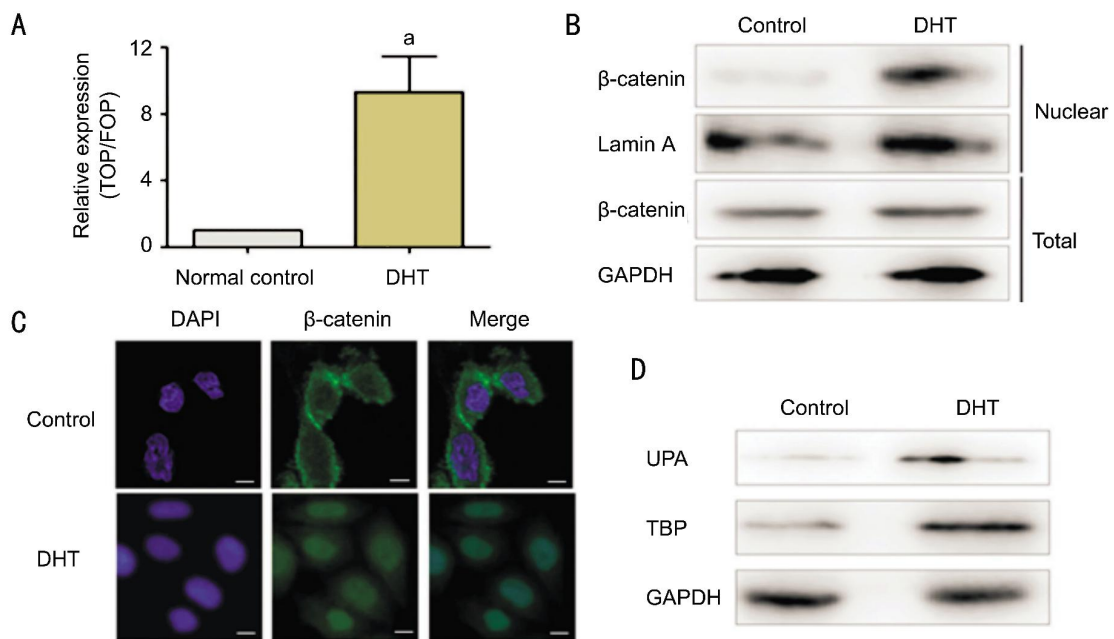 A
Relative expression
(TOP/FOP)
12
8
4
0
a
Normal control
DHT
B
Control
DHT
β-catenin
Lamin A
Nuclear
β-catenin
GAPDH
Total
C
DAPI
β-catenin
Merge
Control
DHT
D
Control
DHT
UPA
TBP
GAPDH